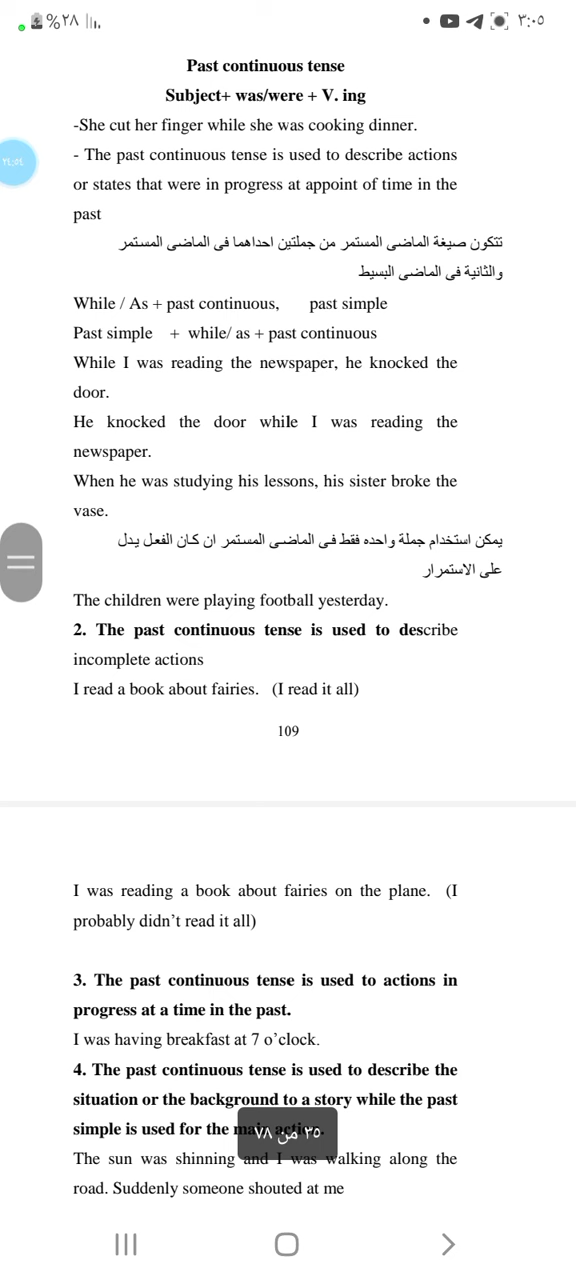 %٢٨
٣:٠٥
Past continuous tense
Subject+ was/were + V. ing
-She cut her finger while she was cooking dinner.
- The past continuous tense is used to describe actions
or states that were in progress at appoint of time in the
past
تتكون صيغة الماضى المستمر من جملتين احداهما فى الماضى المستمر
والثانية فى الماضى البسيط
While / As + past continuous, past simple
Past simple + while/ as + past continuous
While I was reading the newspaper, he knocked the
door.
He knocked the door while I was reading the
newspaper.
When he was studying his lessons, his sister broke the
vase.
يمكن استخدام جملة واحده فقط فى الماضى المستمر ان كان الفعل يدل
على الاستمرار
The children were playing football yesterday.
2. The past continuous tense is used to describe
incomplete actions
I read a book about fairies. (I read it all)
109
I was reading a book about fairies on the plane. (I
probably didn’t read it all)
3. The past continuous tense is used to actions in
progress at a time in the past.
I was having breakfast at 7 o’clock.
4. The past continuous tense is used to describe the
situation or the background to a story while the past
simple is used for the main action.
٣٥ من ٧٨
The sun was shinning and I was walking along the
road. Suddenly someone shouted at me